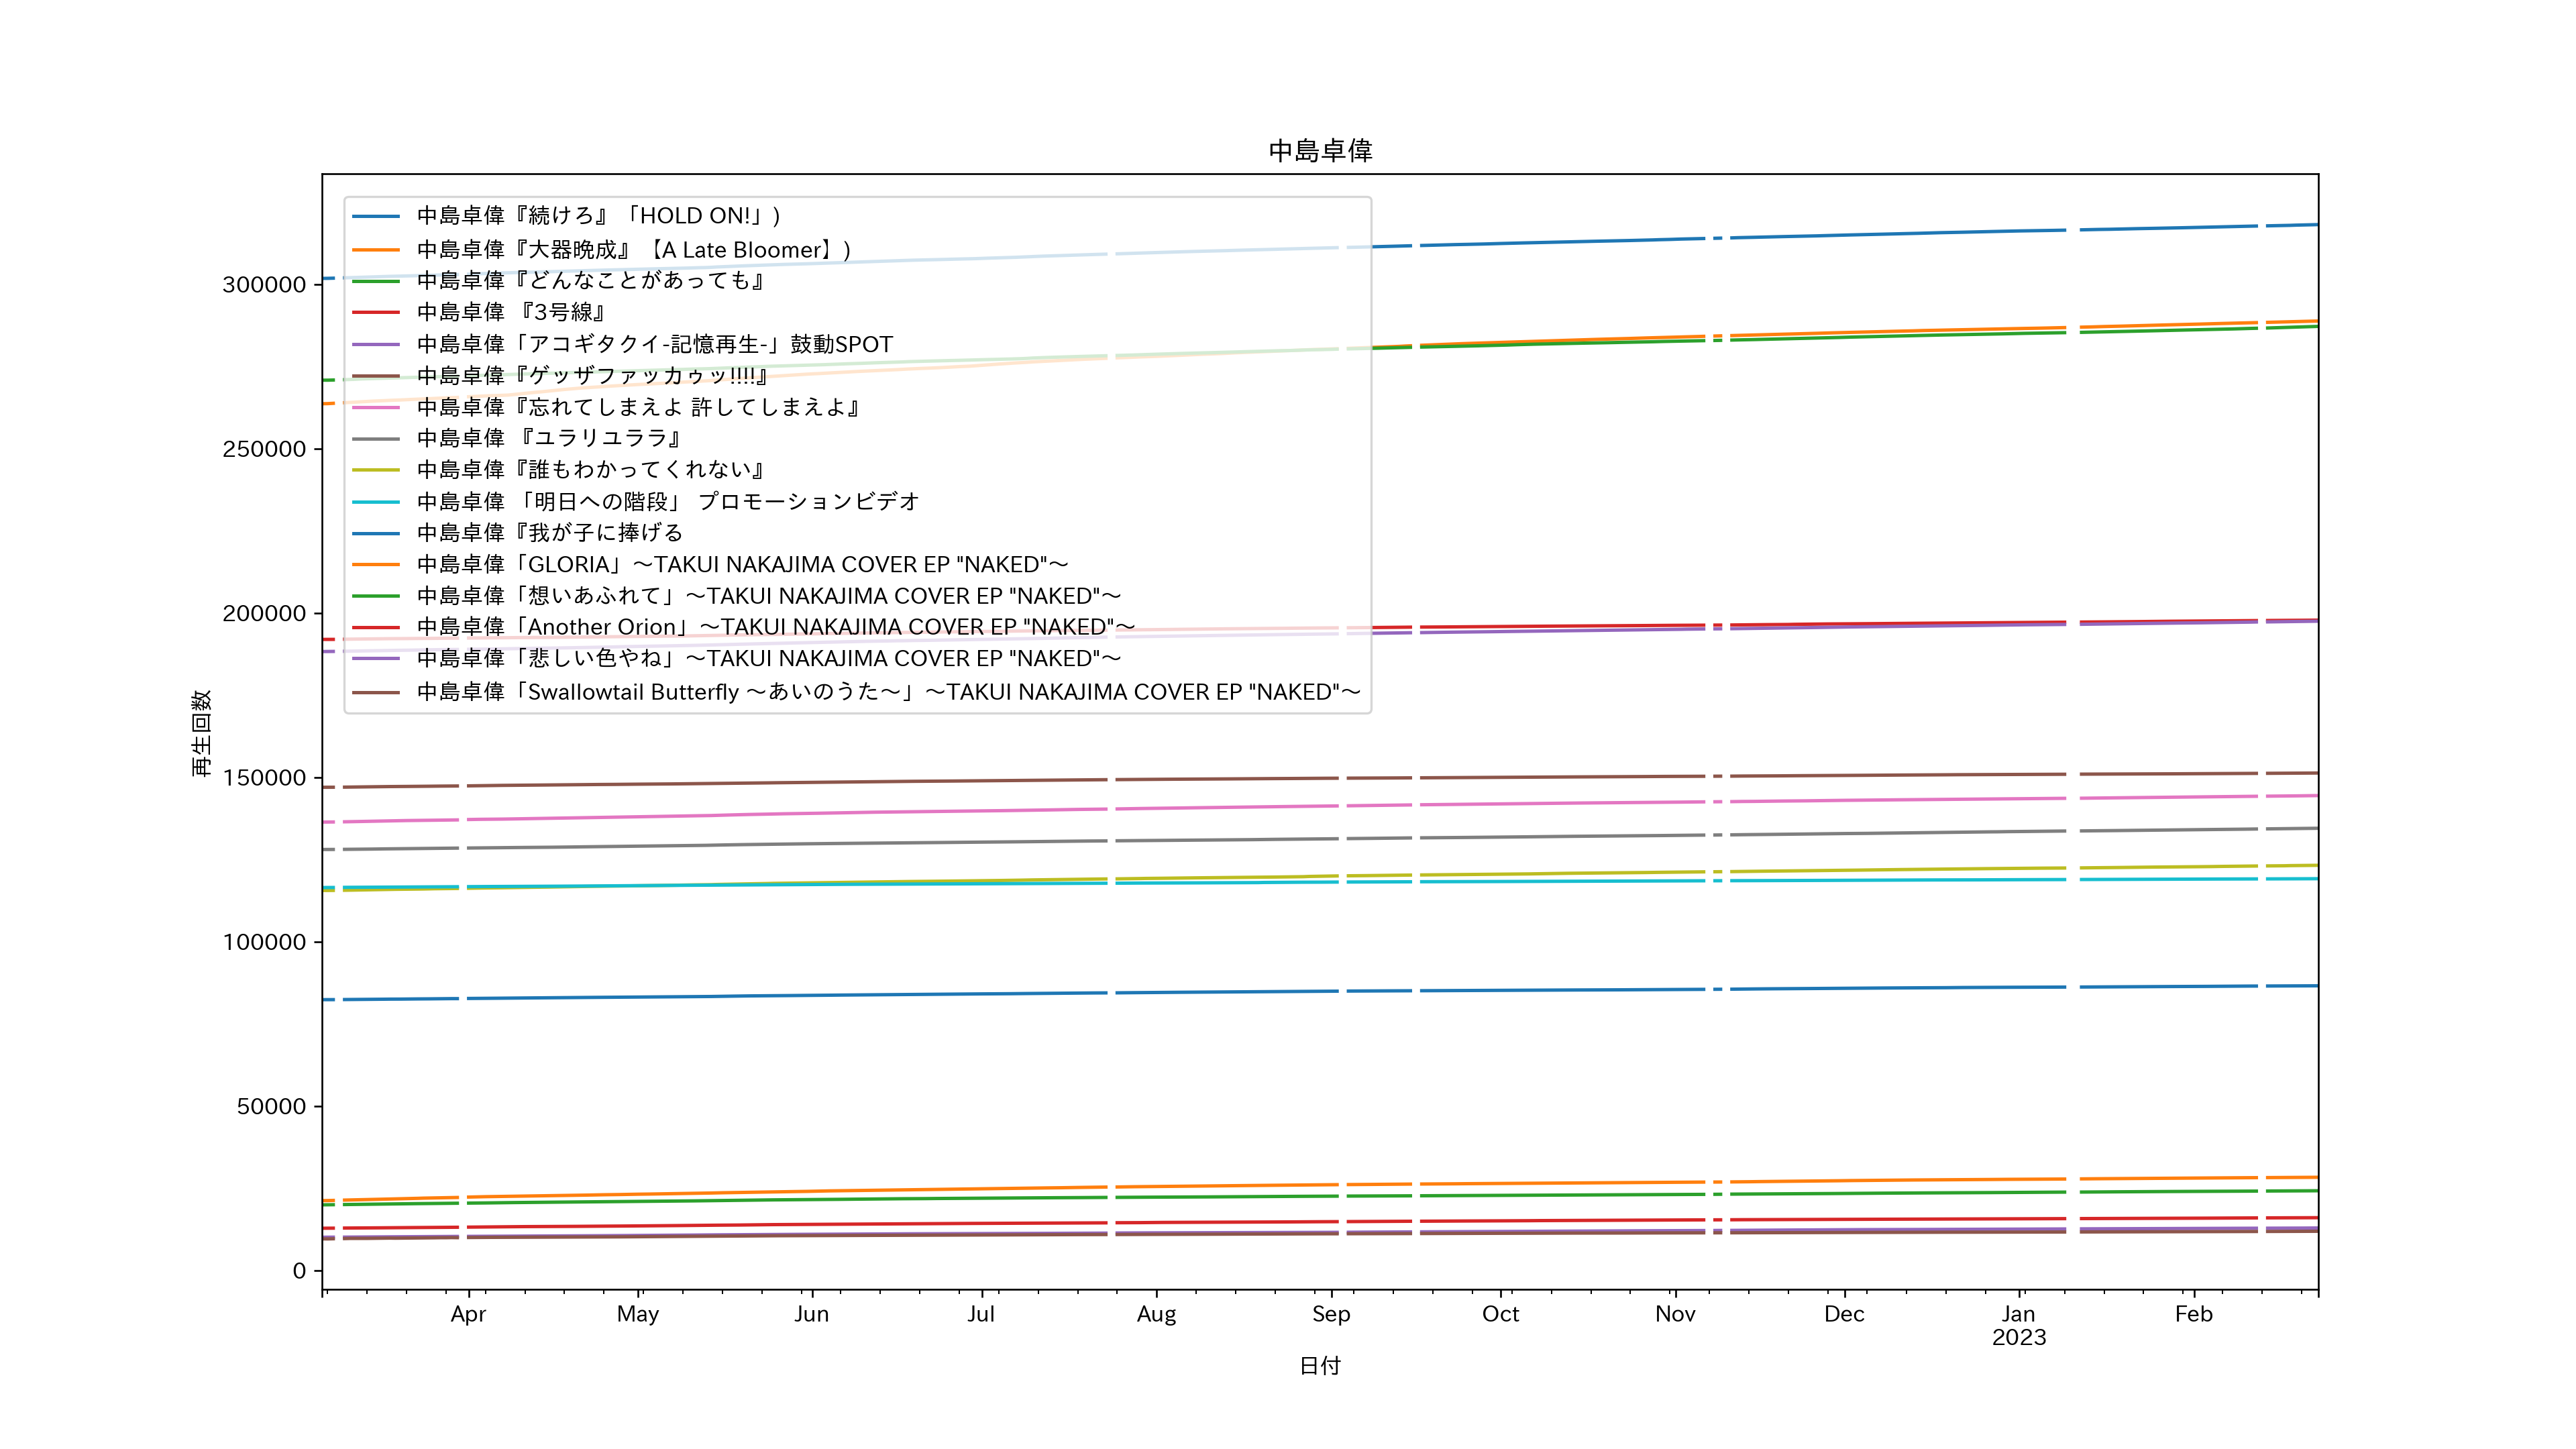 中島卓偉
中島卓偉『続けろ』「HOLD ON!」)
中島卓偉『大器晩成』【A Late Bloomer】)
中島卓偉『どんなことがあっても』
中島卓偉 『3号線』
中島卓偉「アコギタクイ-記憶再生-」鼓動SPOT
中島卓偉『ゲッザファッカゥッ!!!!』
中島卓偉『忘れてしまえよ 許してしまえよ』
中島卓偉 『ユラリユララ』
中島卓偉『誰もわかってくれない』
中島卓偉 「明日への階段」 プロモーションビデオ
中島卓偉『我が子に捧げる
中島卓偉「GLORIA」～TAKUI NAKAJIMA COVER EP "NAKED"～
中島卓偉「想いあふれて」～TAKUI NAKAJIMA COVER EP "NAKED"～
中島卓偉「Another Orion」～TAKUI NAKAJIMA COVER EP "NAKED"～
中島卓偉「悲しい色やね」～TAKUI NAKAJIMA COVER EP "NAKED"～
中島卓偉「Swallowtail Butterfly ～あいのうた～」～TAKUI NAKAJIMA COVER EP "NAKED"～
300000
250000
200000
150000
100000
50000
0
再生回数
Apr May Jun Jul Aug Sep Oct Nov Dec Jan Feb
2023
日付